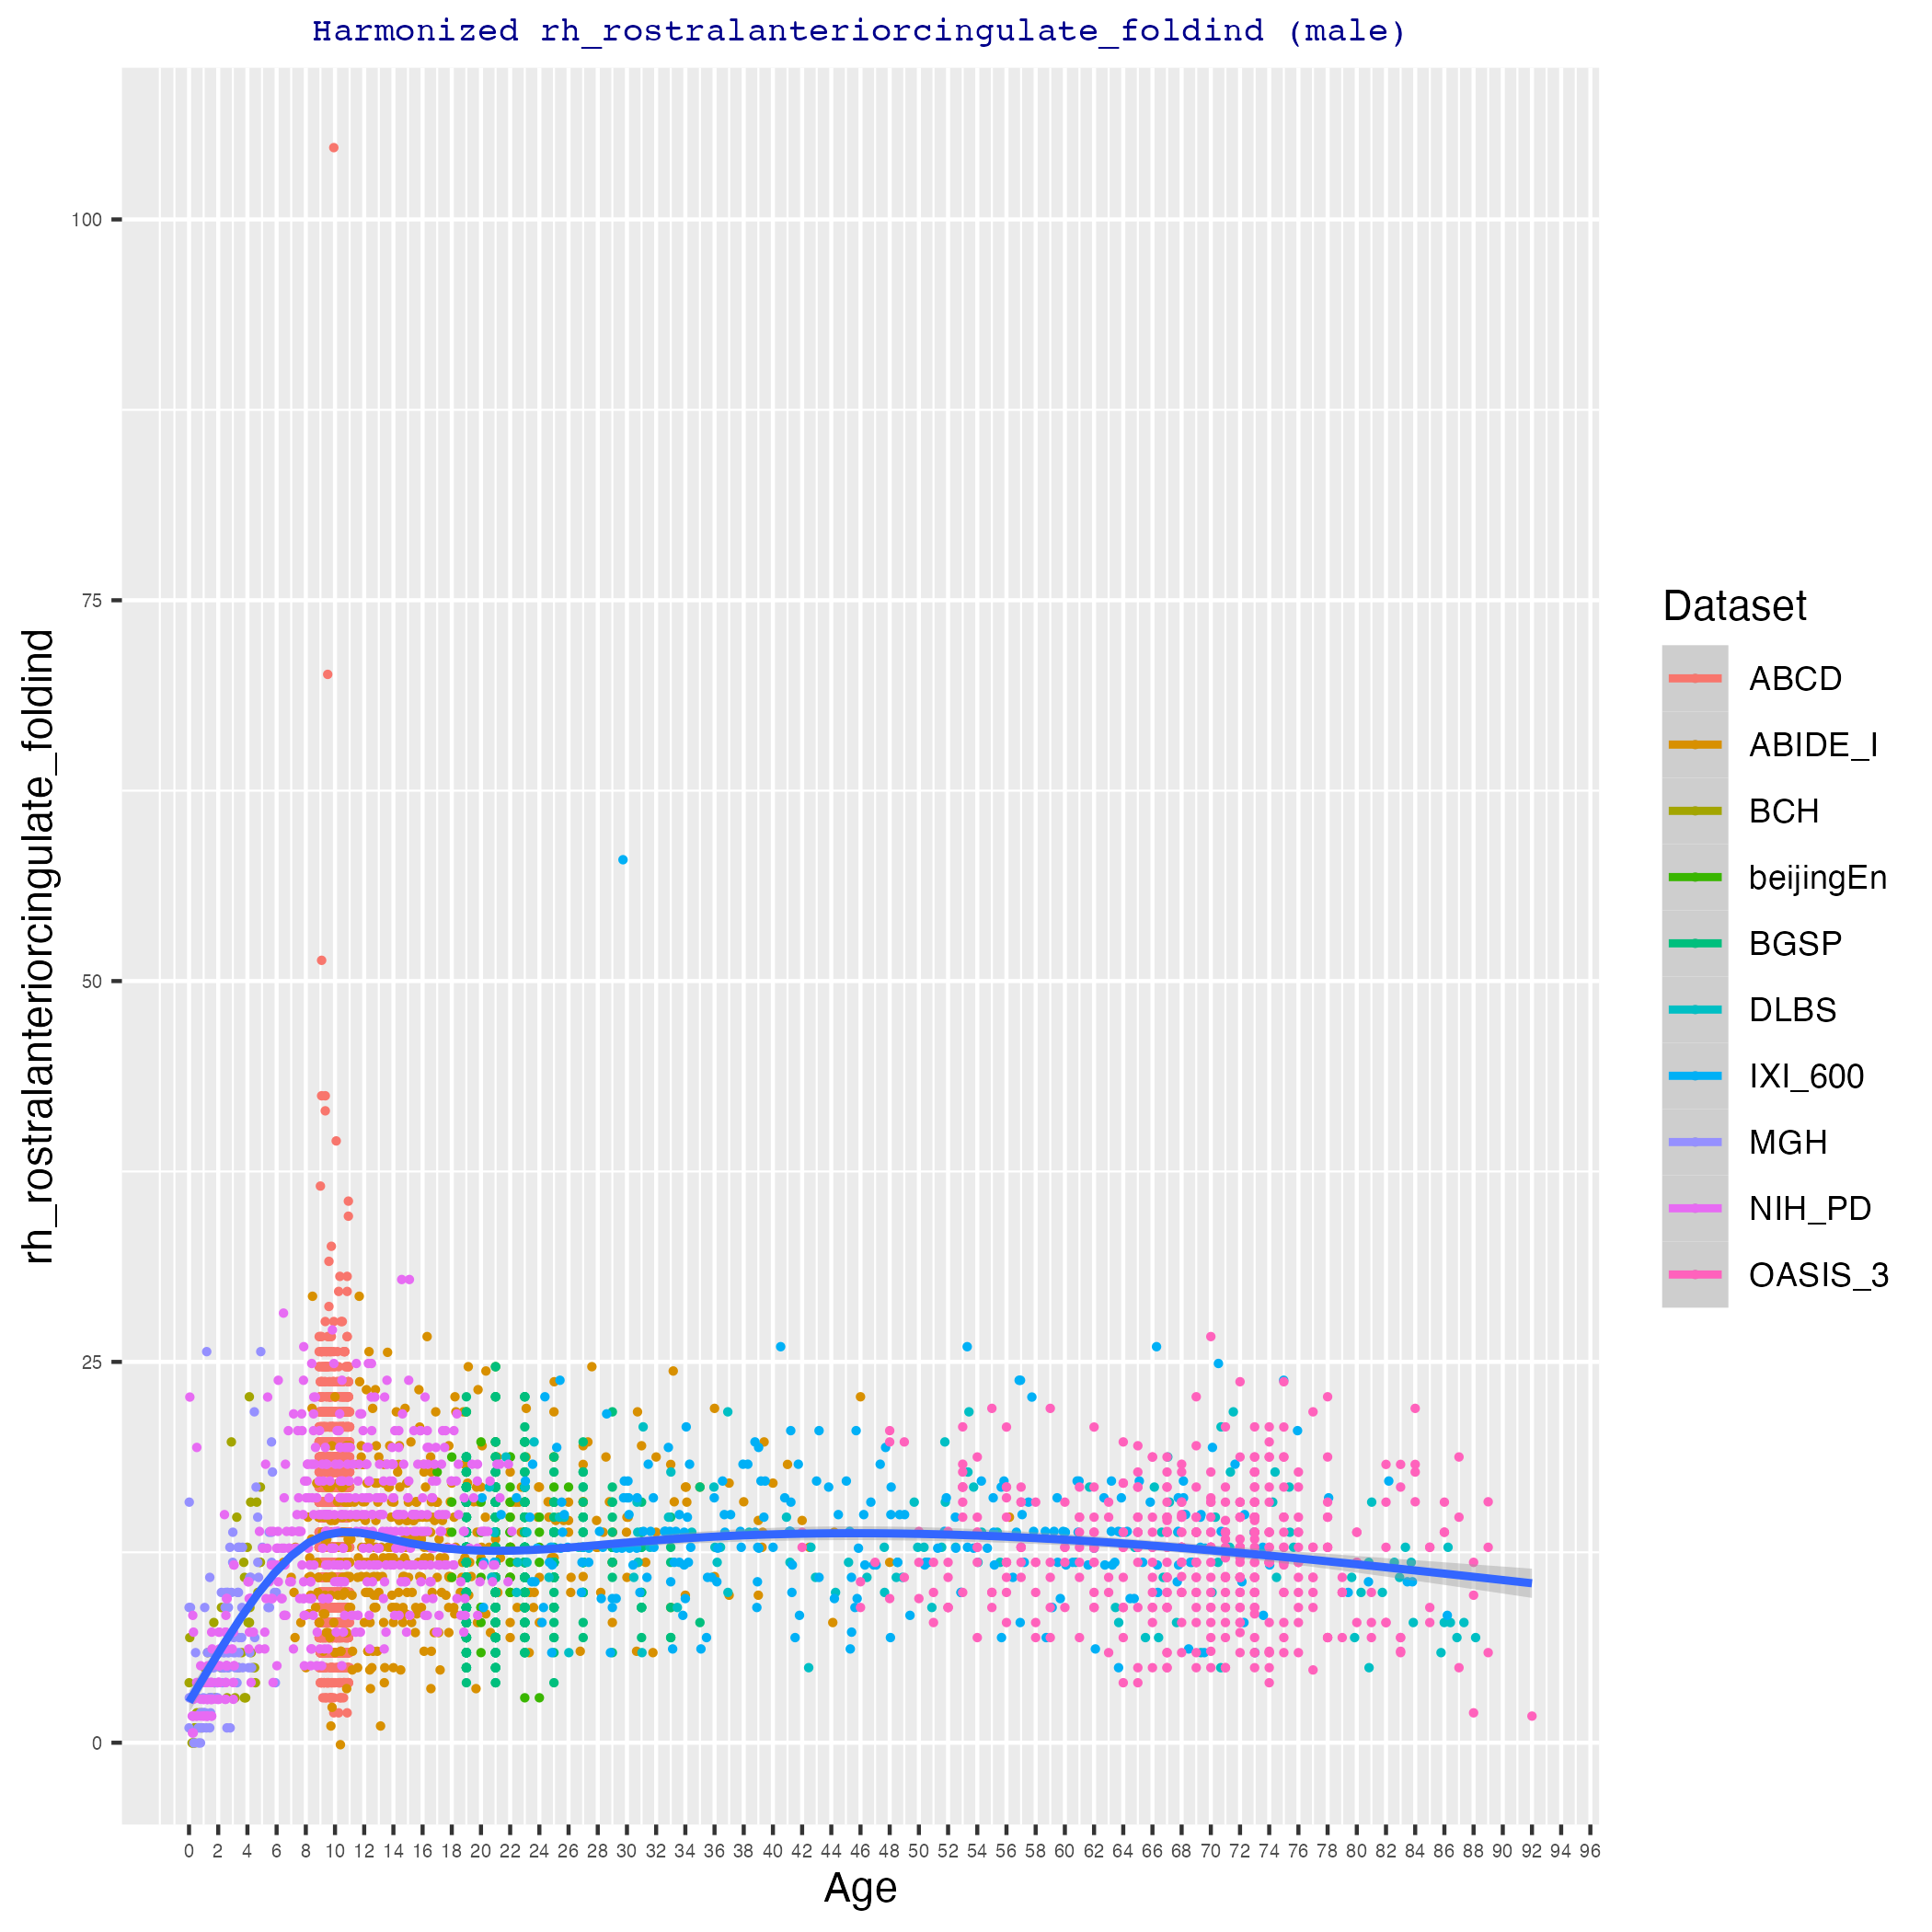 Harmonized rh_rostralanteriorcingulate_foldind (male)
rh_rostralanteriorcingulate_foldind
100
75
50
25
0
0 2 4 6 8 10 12 14 16 18 20 22 24 26 28 30 32 34 36 38 40 42 44 46 48 50 52 54 56 58 60 62 64 66 68 70 72 74 76 78 80 82 84 86 88 90 92 94 96
Age
Dataset
ABCD
ABIDE_I
BCH
beijingEn
BGSP
DLBS
IXI_600
MGH
NIH_PD
OASIS_3